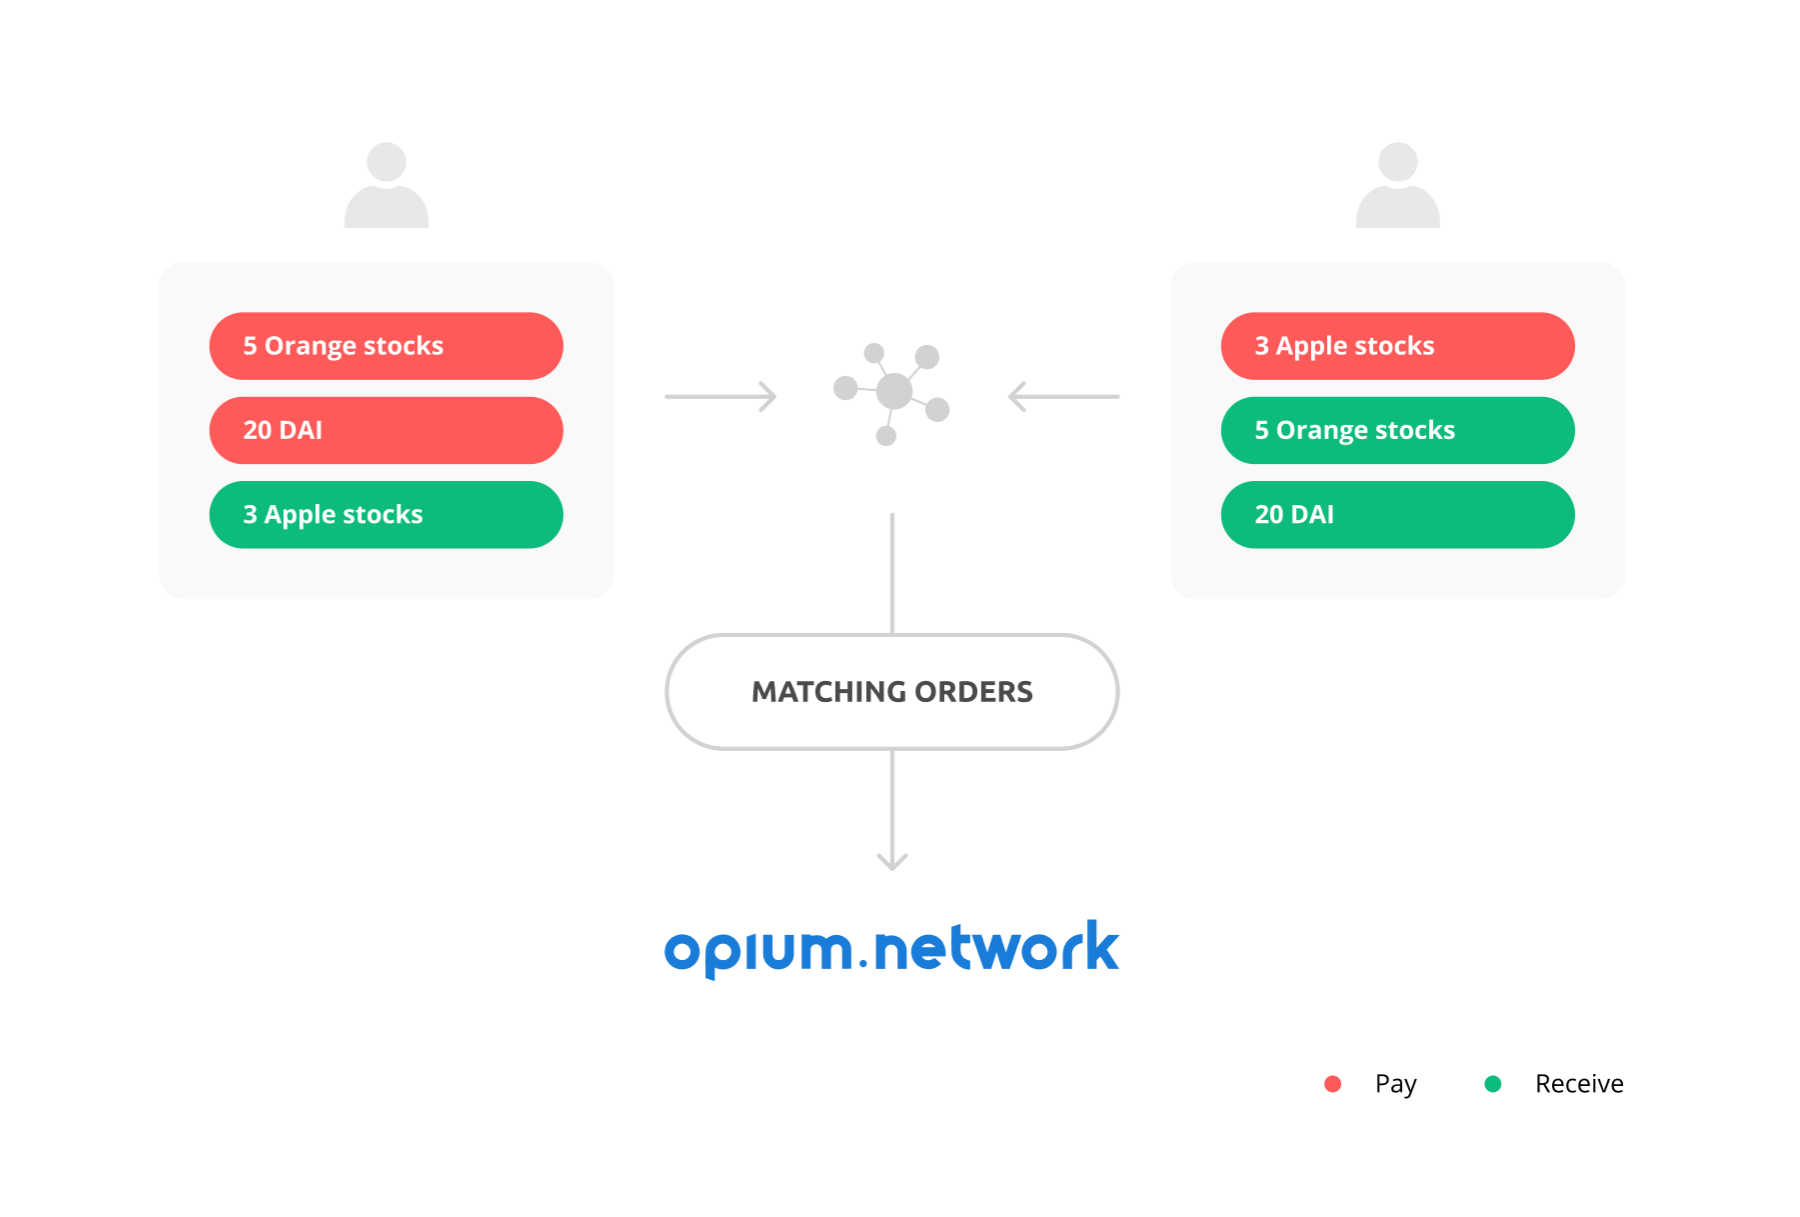 5 Orange stocks
20 DAI
3 Apple stocks
3 Apple stocks
5 Orange stocks
20 DAI
MATCHING ORDERS
opium.network
Pay
Receive